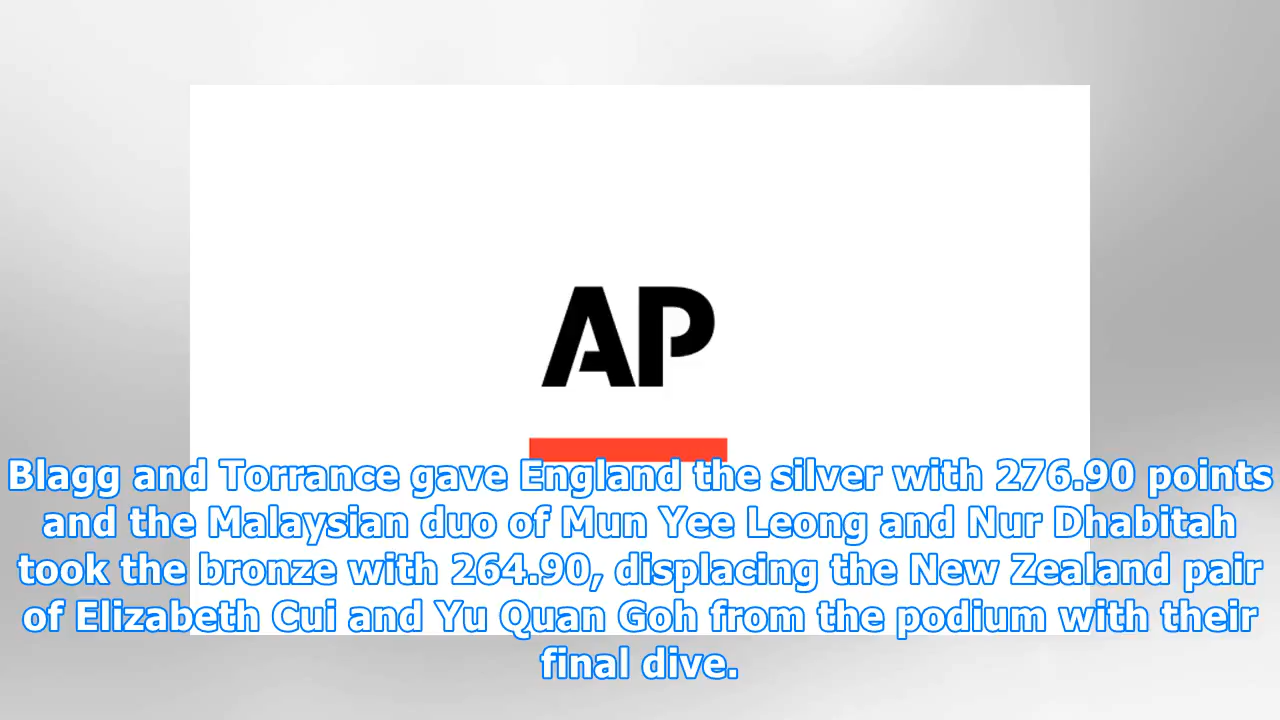 AP
Blagg and Torrance gave England the silver with 276.90 points
and the Malaysian duo of Mun Yee Leong and Nur Dhabitah
took the bronze with 264.90, displacing the New Zealand pair
of Elizabeth Cui and Yu Quan Goh from the podium with their
final dive.